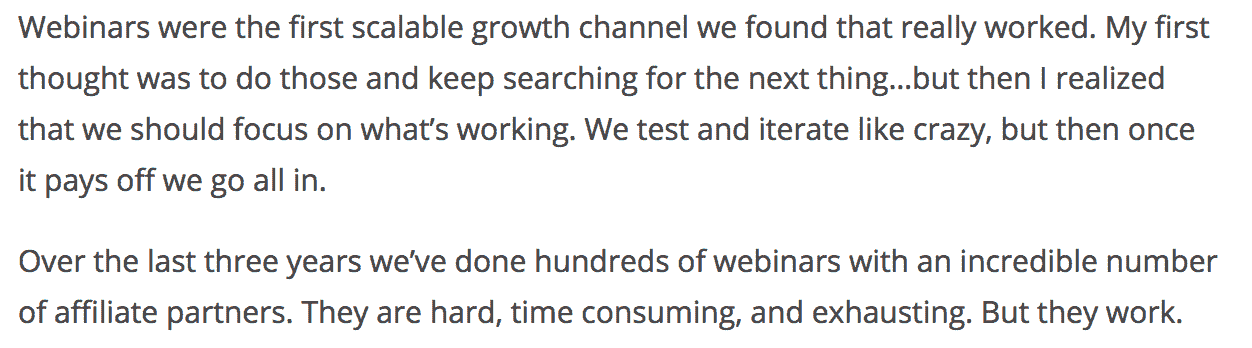 Webinars were the first scalable growth channel we found that really worked. My first
thought was to do those and keep searching for the next thing...but then I realized
that we should focus on what’s working. We test and iterate like crazy, but then once
it pays off we go all in.
Over the last three years we’ve done hundreds of webinars with an incredible number
of affiliate partners. They are hard, time consuming, and exhausting. But they work.